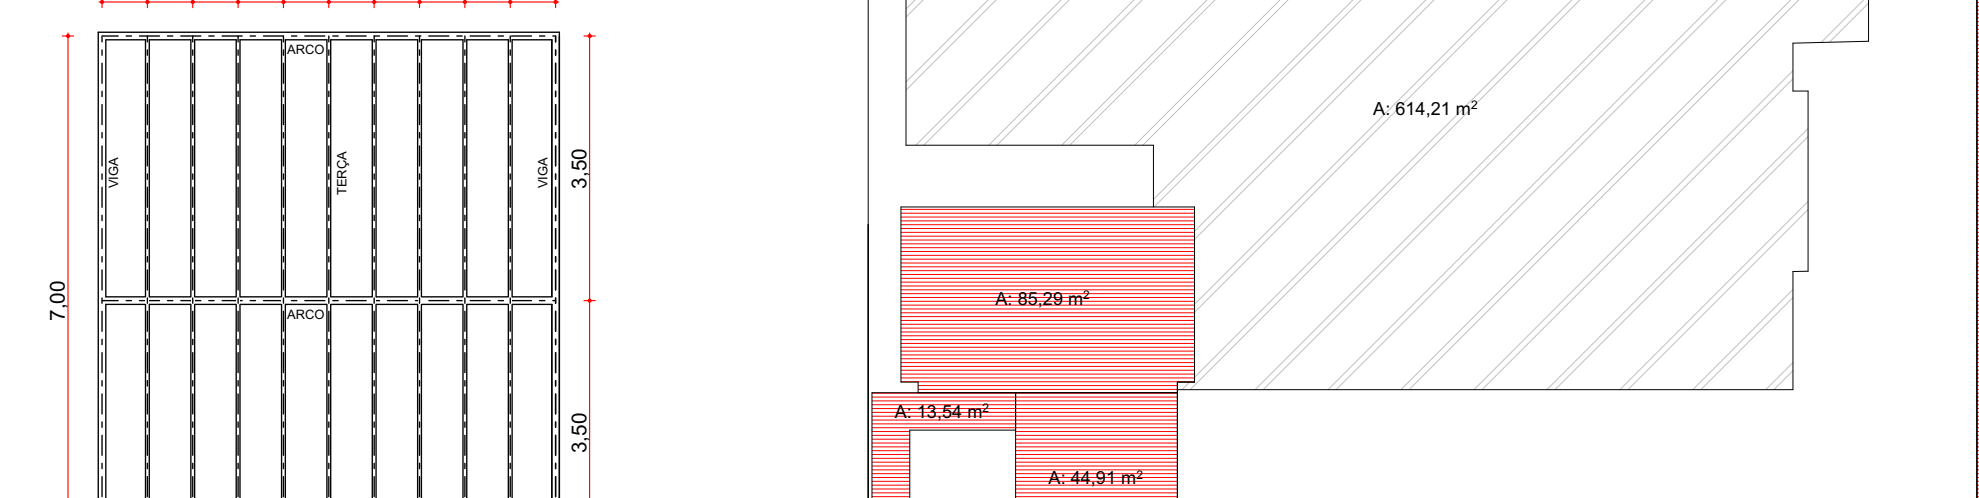 ARCO
VIGA
TERÇA
VIGA
3,50
7,00
ARCO
3,50
A: 614,21 m²
A: 85,29 m²
A: 13,54 m²
A: 44,91 m²